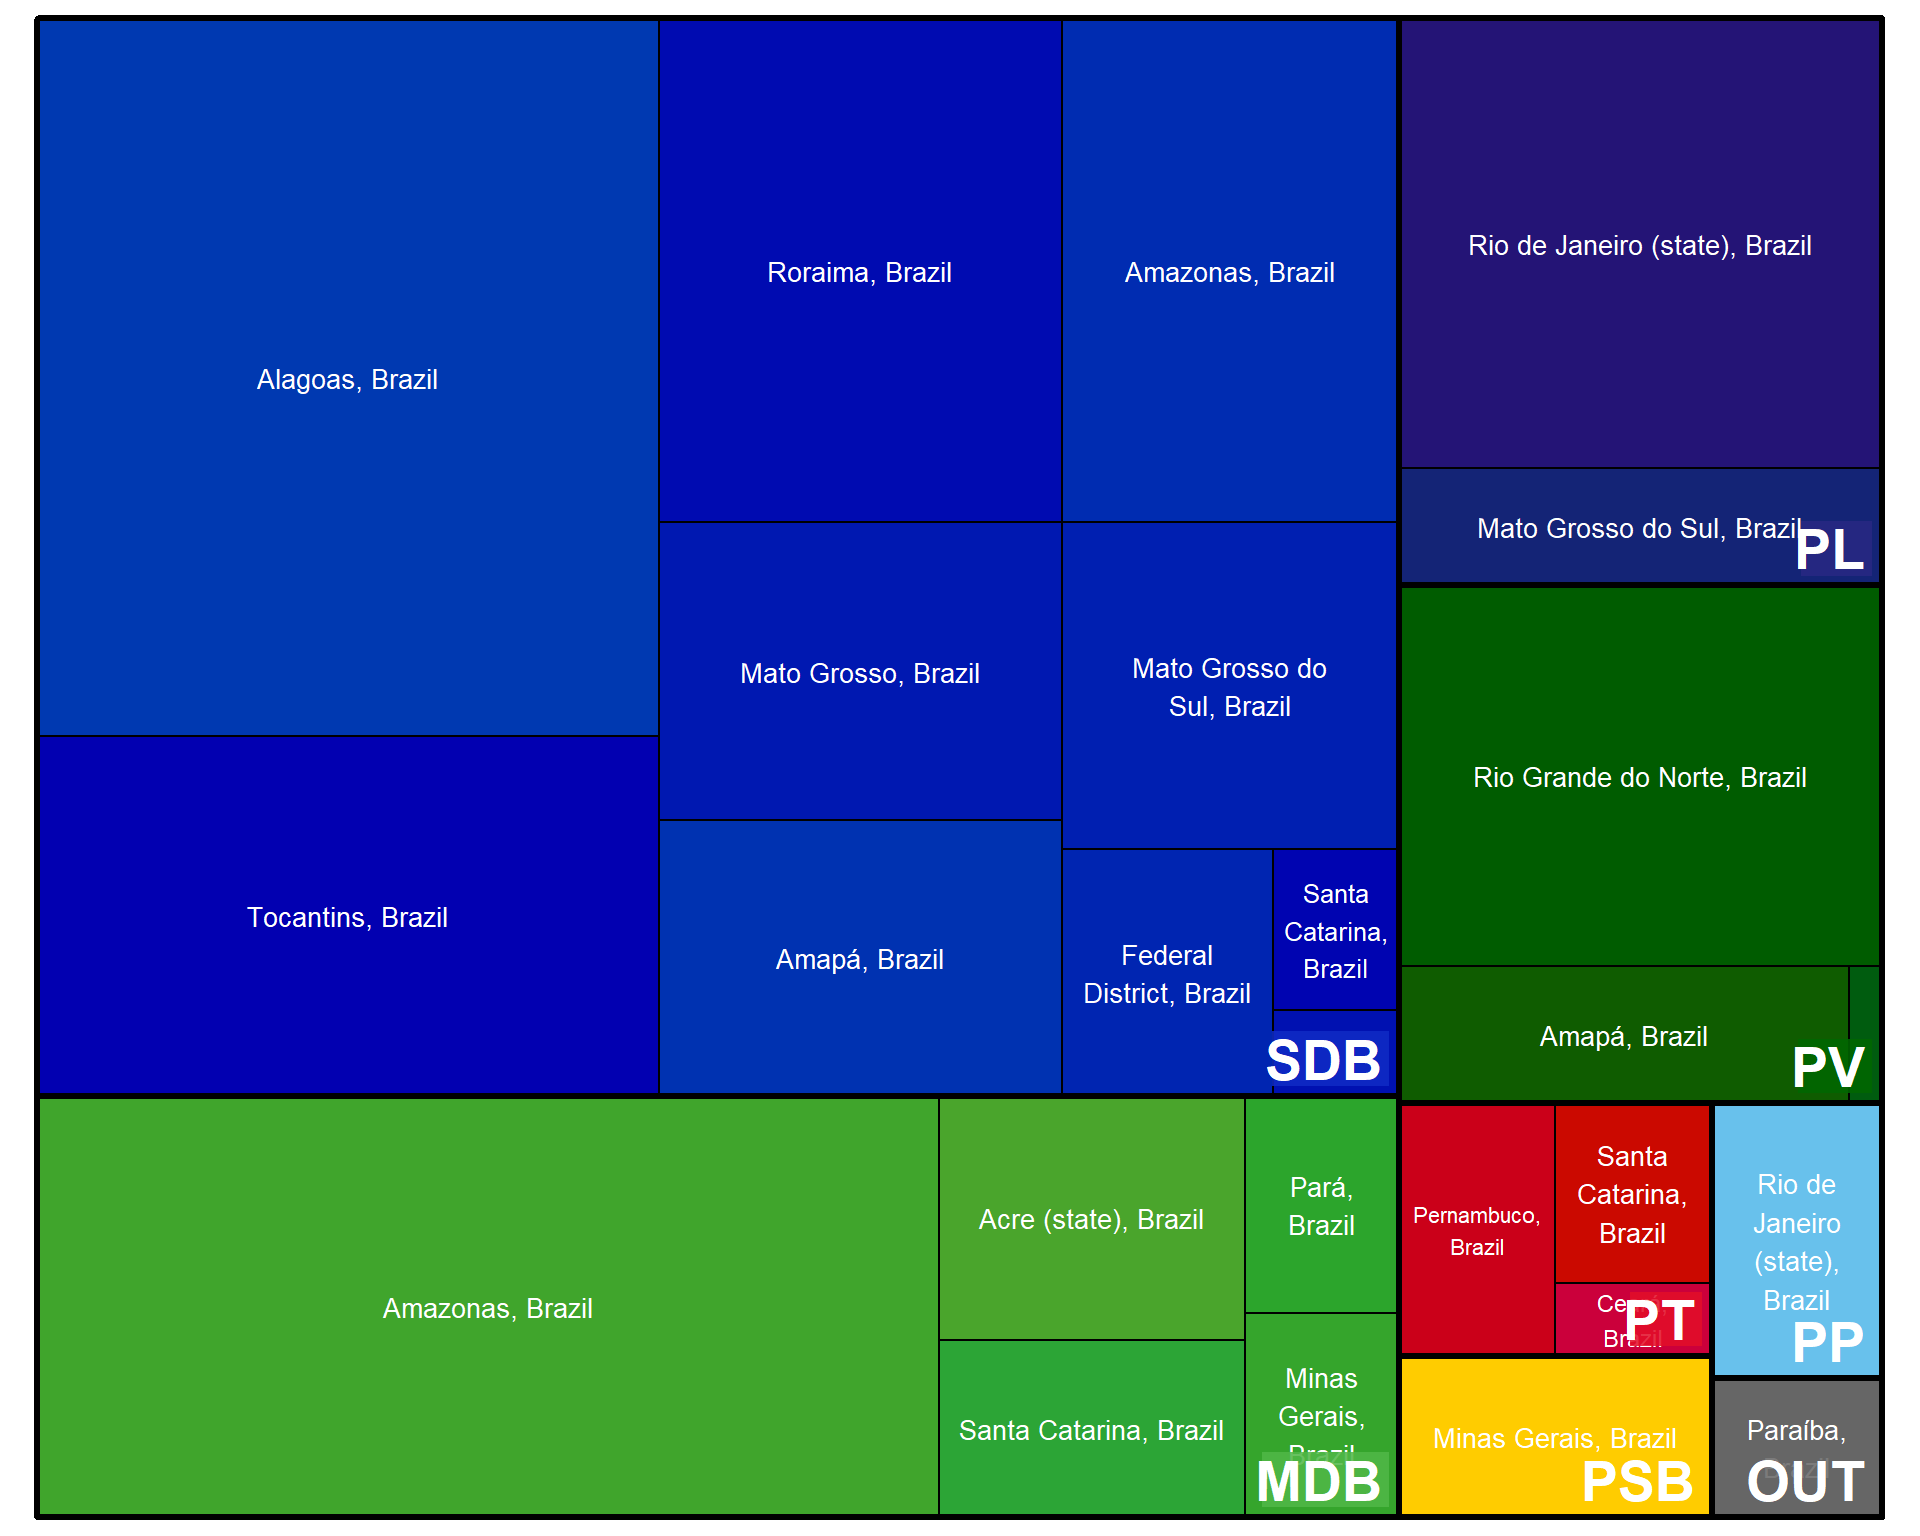 Alagoas, Brazil
Tocantins, Brazil
Roraima, Brazil
Mato Grosso, Brazil
Amapá, Brazil
Amazonas, Brazil
Mato Grosso do
Sul, Brazil
Federal
District, Brazil
Santa
Catarina,
Brazil
SDB
Amazonas, Brazil
Acre (state), Brazil
Santa Catarina, Brazil
Pará,
Brazil
Minas
Gerais,
Brazil
MDB
Rio de Janeiro (state), Brazil
Mato Grosso do Sul, Brazil
PL
Rio Grande do Norte, Brazil
Amapá, Brazil
PV
Pernambuco,
Brazil
Santa
Catarina,
Brazil
Brazil
PT
Rio de
Janeiro
(state),
Brazil
PP
Minas Gerais, Brazil
PSB
Paraíba,
OUT